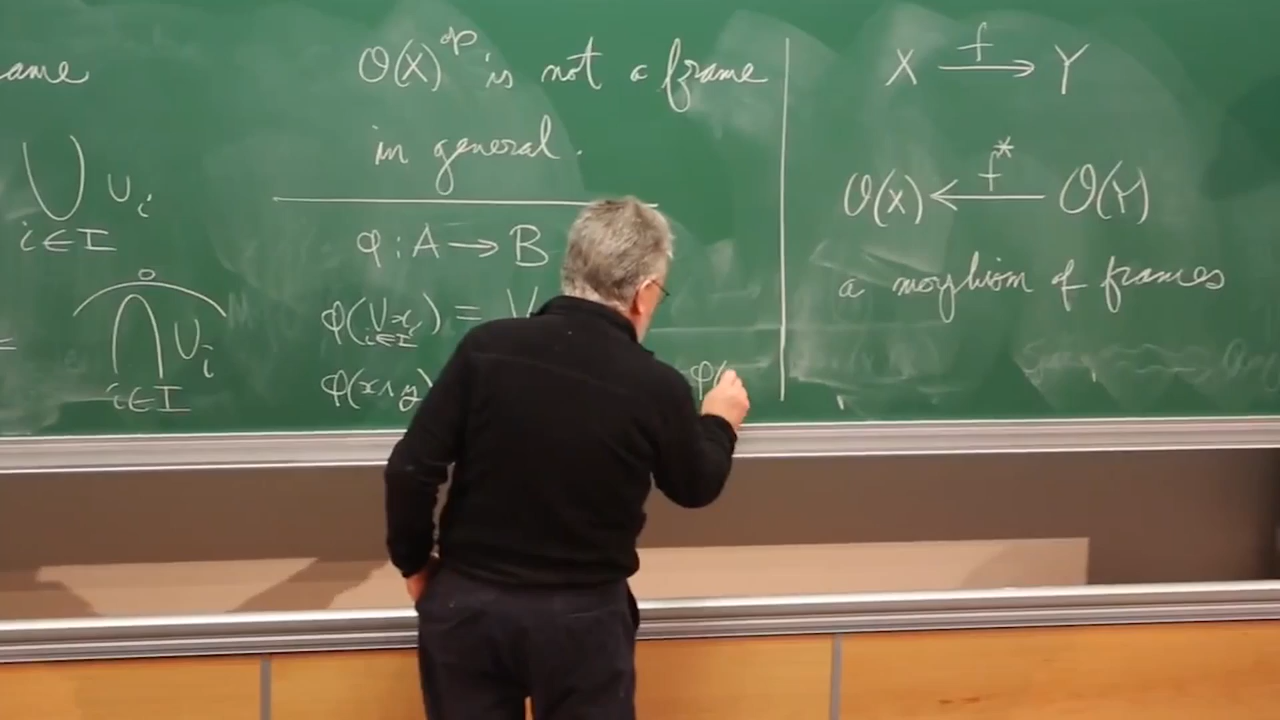 ame
⋃ U_i
i∈I
∘
⋂ U_i
i∈I
O(X)^op is not a frame
in general.
φ : A → B
φ(⋁ x_i) = ⋁
i∈I
φ(x∧y)
φ(
X —f→ Y
O(X) ←f*— O(Y)
a morphism of frames